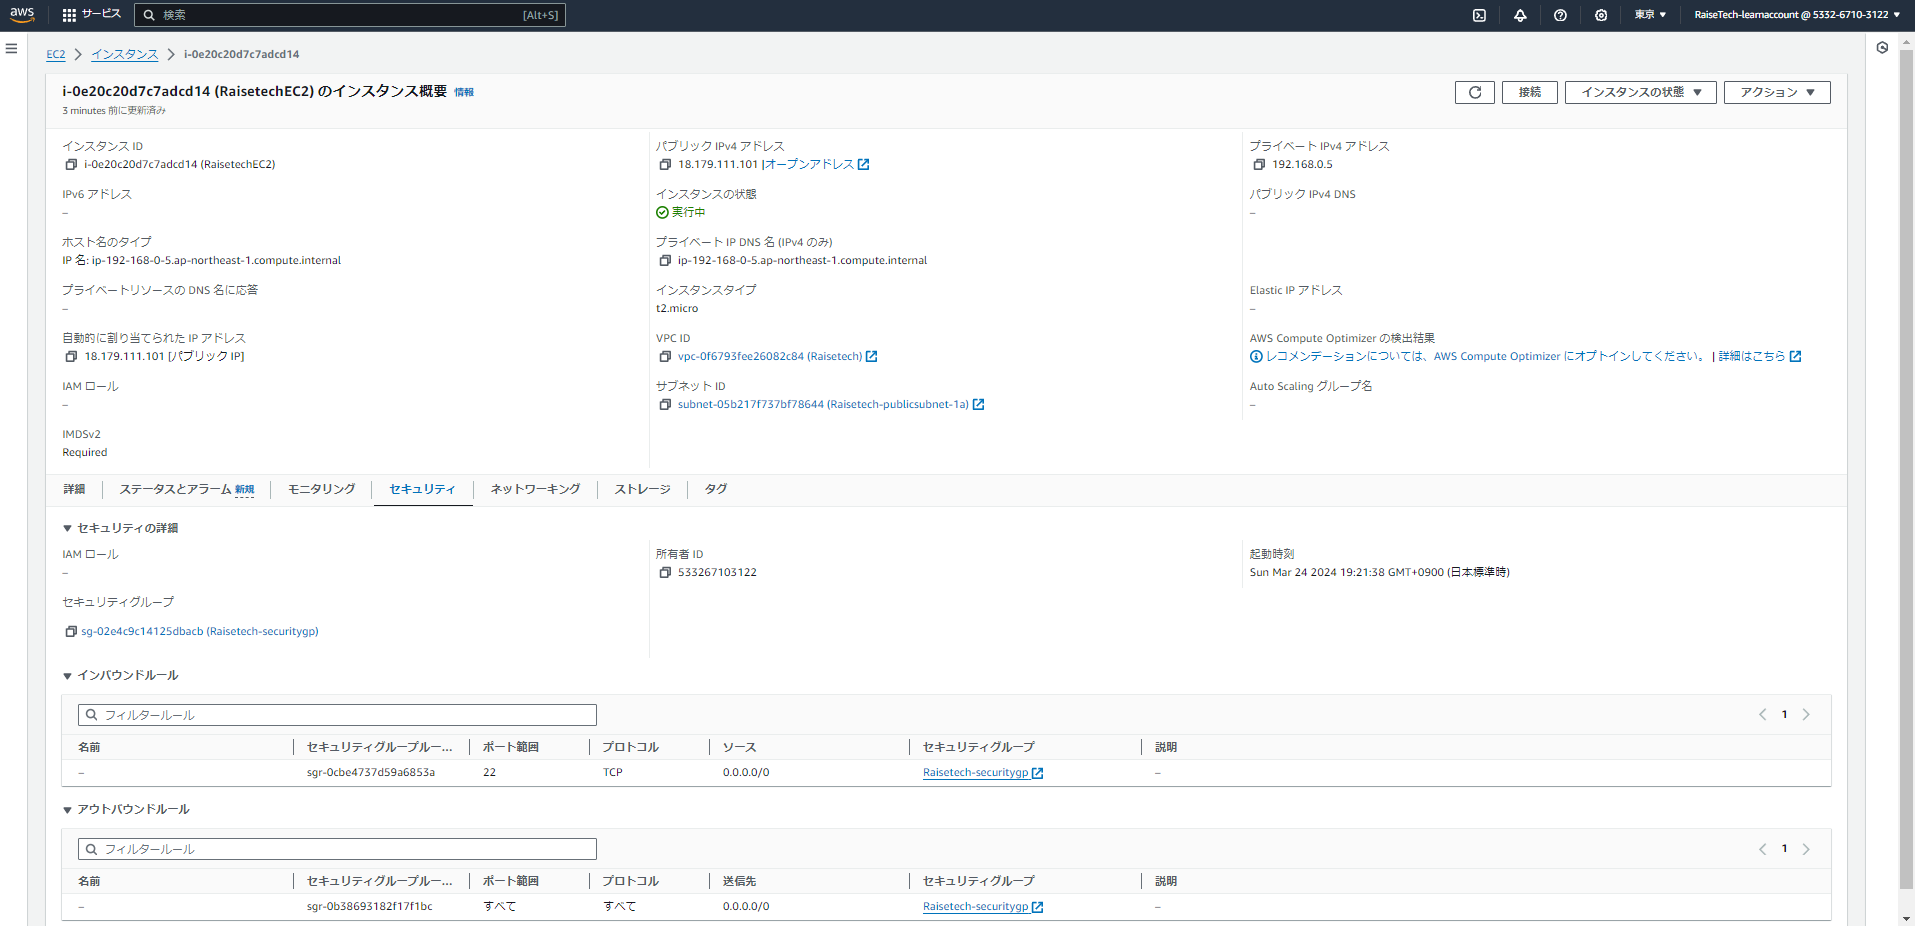 aws サービス 検索 [Alt+S] 東京 ▼ RaiseTech-learnaccount @ 5332-6710-3122 ▼
EC2 > インスタンス > i-0e20c20d7c7adcd14
i-0e20c20d7c7adcd14 (RaisetechEC2) のインスタンス概要 情報
3 minutes 前に更新済み
接続 インスタンスの状態 ▼ アクション ▼
インスタンス ID
i-0e20c20d7c7adcd14 (RaisetechEC2)
パブリック IPv4 アドレス
18.179.111.101 |オープンアドレス
プライベート IPv4 アドレス
192.168.0.5
IPv6 アドレス
–
インスタンスの状態
実行中
パブリック IPv4 DNS
–
ホスト名のタイプ
IP 名: ip-192-168-0-5.ap-northeast-1.compute.internal
プライベート IP DNS 名 (IPv4 のみ)
ip-192-168-0-5.ap-northeast-1.compute.internal
プライベートリソースの DNS 名に応答
–
インスタンスタイプ
t2.micro
Elastic IP アドレス
–
自動的に割り当てられた IP アドレス
18.179.111.101 [パブリック IP]
VPC ID
vpc-0f6793fee26082c84 (Raisetech)
AWS Compute Optimizer の検出結果
レコメンデーションについては、AWS Compute Optimizer にオプトインしてください。 | 詳細はこちら
IAM ロール
–
サブネット ID
subnet-05b217f737bf78644 (Raisetech-publicsubnet-1a)
Auto Scaling グループ名
–
IMDSv2
Required
詳細 ステータスとアラーム 新規 モニタリング セキュリティ ネットワーキング ストレージ タグ
▼ セキュリティの詳細
IAM ロール
–
所有者 ID
533267103122
起動時刻
Sun Mar 24 2024 19:21:38 GMT+0900 (日本標準時)
セキュリティグループ
sg-02e4c9c14125dbacb (Raisetech-securitygp)
▼ インバウンドルール
フィルタールール < 1 >
名前 セキュリティグループルー... ポート範囲 プロトコル ソース セキュリティグループ 説明
– sgr-0cbe4737d59a6853a 22 TCP 0.0.0.0/0 Raisetech-securitygp –
▼ アウトバウンドルール
フィルタールール < 1 >
名前 セキュリティグループルー... ポート範囲 プロトコル 送信先 セキュリティグループ 説明
– sgr-0b38693182f17f1bc すべて すべて 0.0.0.0/0 Raisetech-securitygp –